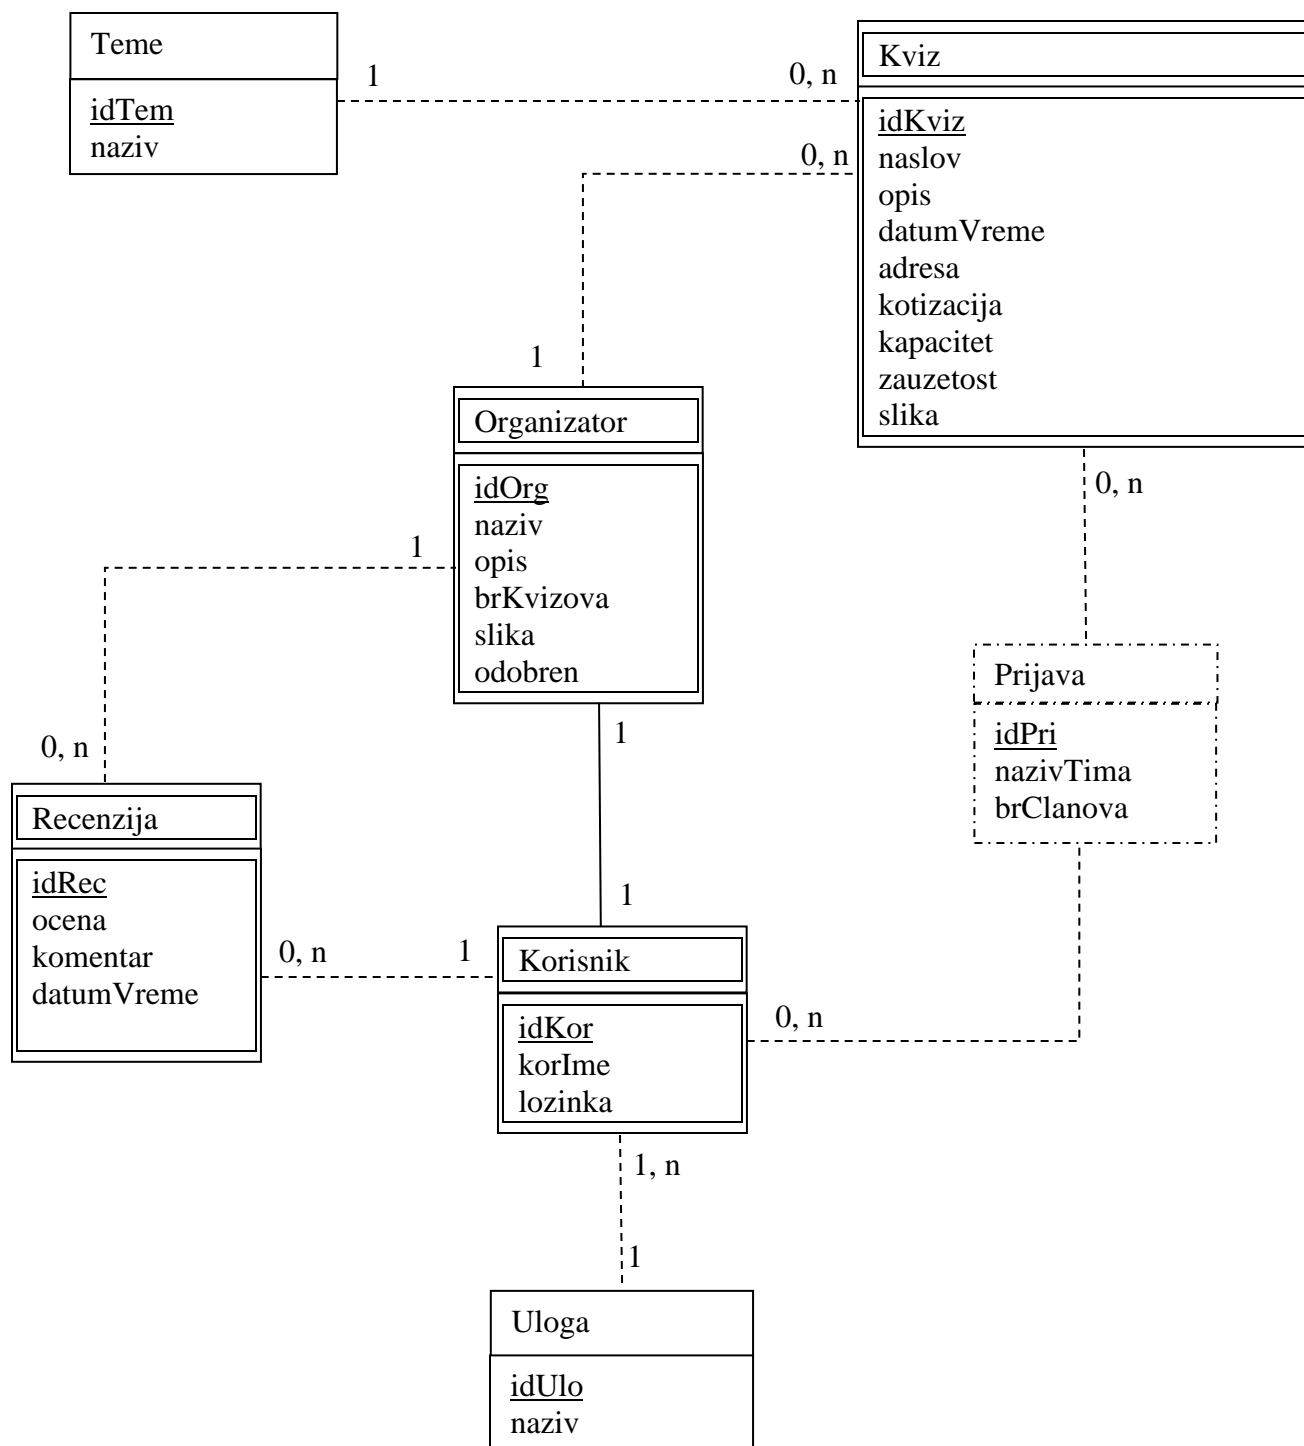 Teme
idTem
naziv
1
0, n
Kviz
idKviz
naslov
opis
datumVreme
adresa
kotizacija
kapacitet
zauzetost
slika
0, n
1
Organizator
idOrg
naziv
opis
brKvizova
slika
odobren
0, n
1
1
Prijava
idPri
nazivTima
brClanova
0, n
Recenzija
idRec
ocena
komentar
datumVreme
1
0, n
1
Korisnik
idKor
korIme
lozinka
0, n
1, n
1
Uloga
idUlo
naziv